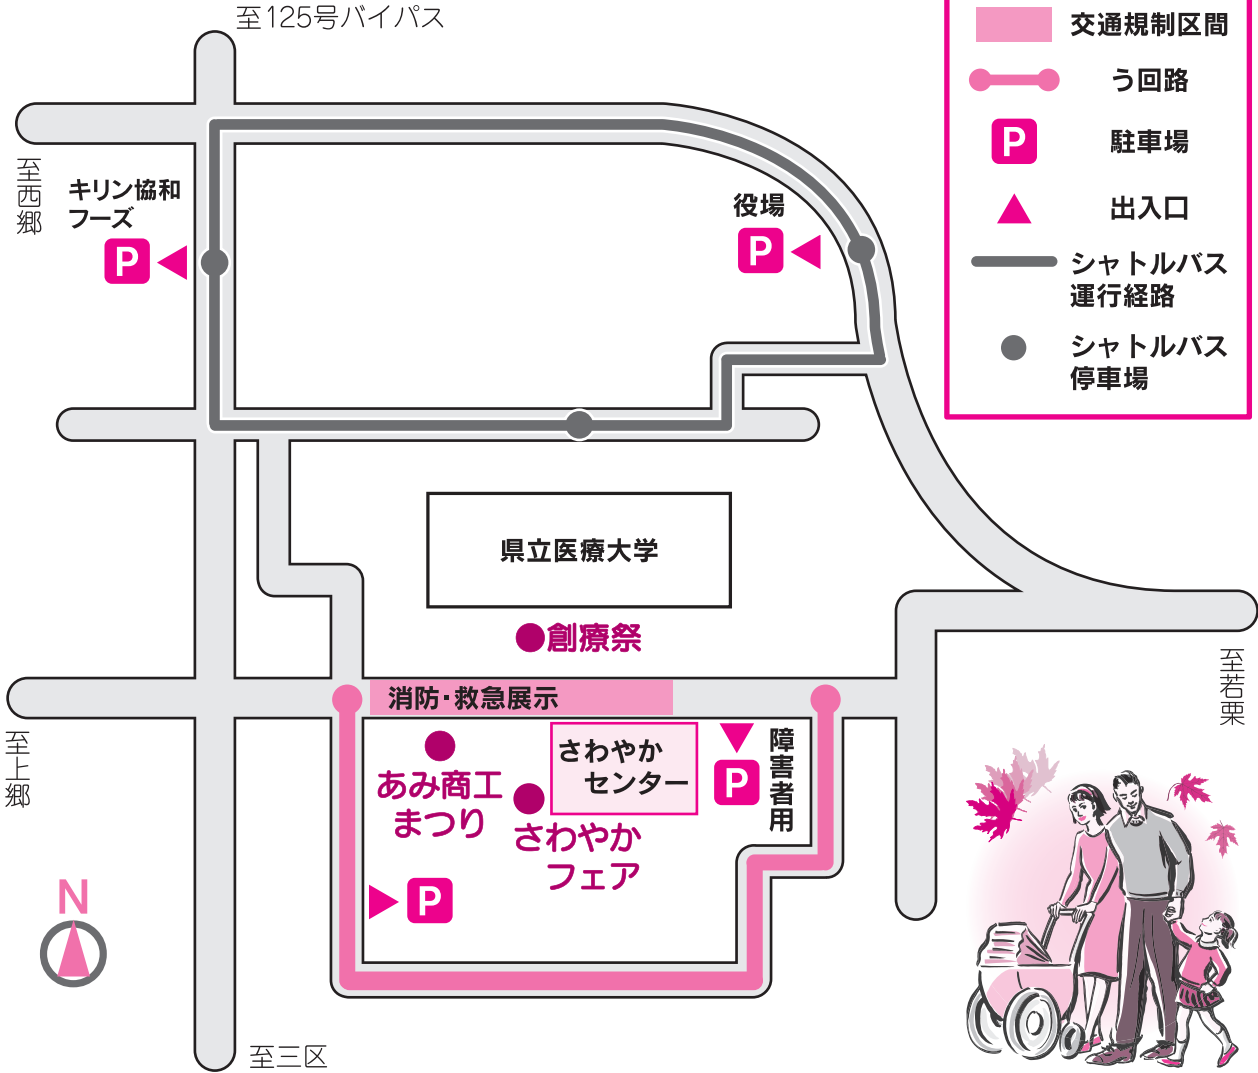 至125号バイパス
交通規制区間
う回路
P
駐車場
出入口
シャトルバス
運行経路
シャトルバス
停車場
至西郷
キリン協和
フーズ
P
役場
P
県立医療大学
創療祭
至若栗
消防・救急展示
至上郷
さわやか
センター
P
障害者用
あみ商工
まつり
さわやか
フェア
P
N
至三区